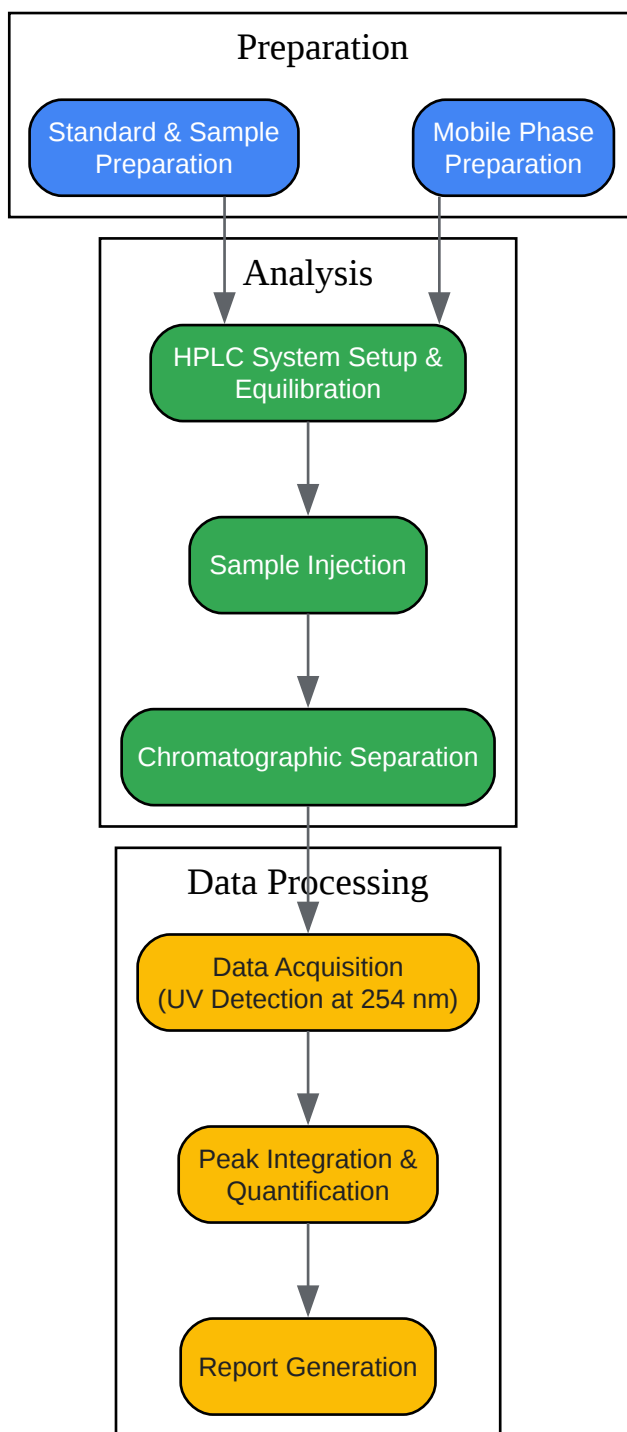 Preparation
Standard & Sample
Preparation
Mobile Phase
Preparation
Analysis
HPLC System Setup &
Equilibration
Sample Injection
Chromatographic Separation
Data Processing
Data Acquisition
(UV Detection at 254 nm)
Peak Integration &
Quantification
Report Generation